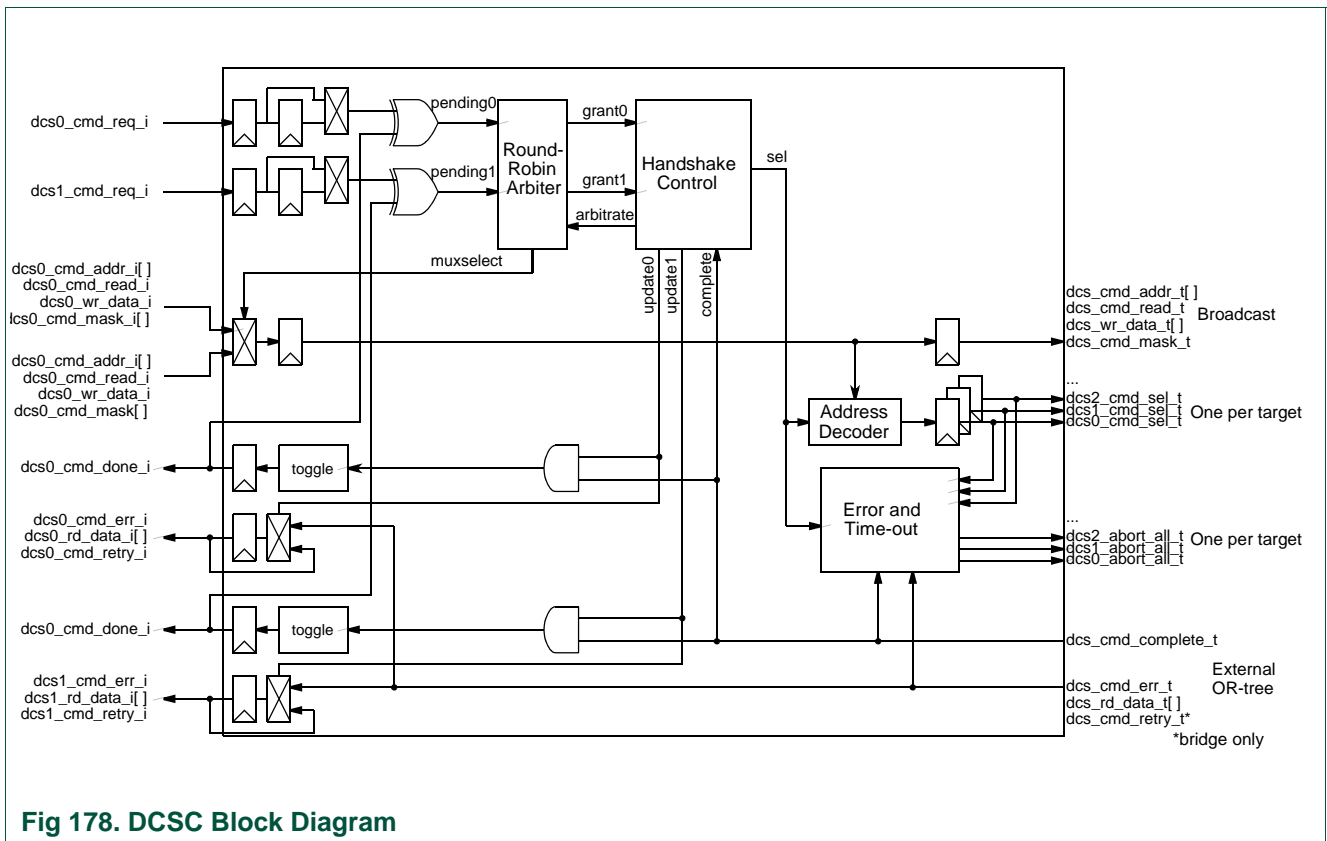 dcs0_cmd_req_i
dcs1_cmd_req_i
dcs0_cmd_addr_i[ ]
dcs0_cmd_read_i
dcs0_wr_data_i
dcs0_cmd_mask_i[ ]
dcs0_cmd_addr_i[ ]
dcs0_cmd_read_i
dcs0_wr_data_i
dcs0_cmd_mask[ ]
dcs0_cmd_done_i
dcs0_cmd_err_i
dcs0_rd_data_i[ ]
dcs0_cmd_retry_i
dcs0_cmd_done_i
dcs1_cmd_err_i
dcs1_rd_data_i[ ]
dcs1_cmd_retry_i
pending0
pending1
Round-
Robin
Arbiter
grant0
grant1
arbitrate
muxselect
Handshake
Control
update0
update1
complete
sel
toggle
toggle
Address
Decoder
Error and
Time-out
dcs_cmd_addr_t[ ]
dcs_cmd_read_t
dcs_wr_data_t[ ]
dcs_cmd_mask_t
Broadcast
...
dcs2_cmd_sel_t
dcs1_cmd_sel_t
dcs0_cmd_sel_t
One per target
...
dcs2_abort_all_t
dcs1_abort_all_t
dcs0_abort_all_t
One per target
dcs_cmd_complete_t
dcs_cmd_err_t
dcs_rd_data_t[ ]
dcs_cmd_retry_t*
External
OR-tree
*bridge only
Fig 178. DCSC Block Diagram